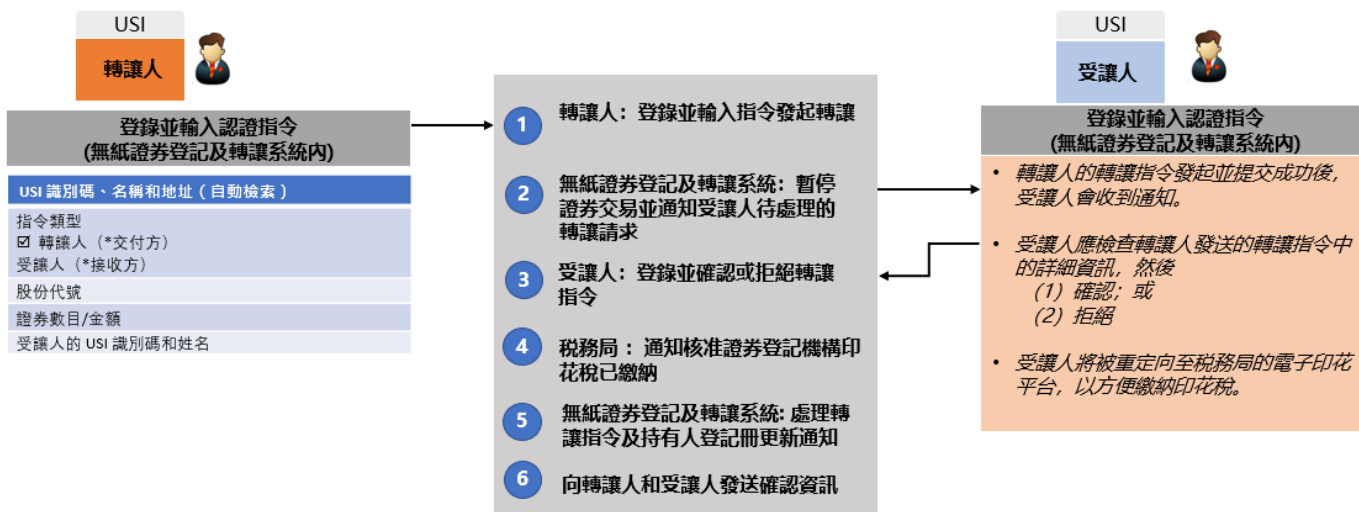 USI
轉讓人
登錄並輸入認證指令
(無紙證券登記及轉讓系統內)
USI 識別碼、名稱和地址（自動檢索）
指令類型
☑ 轉讓人（*交付方）
受讓人（*接收方）
股份代號
證券數目/金額
受讓人的 USI 識別碼和姓名
1
轉讓人：登錄並輸入指令發起轉讓
2
無紙證券登記及轉讓系統：暫停
證券交易並通知受讓人待處理的
轉讓請求
3
受讓人：登錄並確認或拒絕轉讓
指令
4
稅務局 ：通知核准證券登記機構印
花稅已繳納
5
無紙證券登記及轉讓系統: 處理轉
讓指令及持有人登記冊更新通知
6
向轉讓人和受讓人發送確認資訊
USI
受讓人
登錄並輸入認證指令
(無紙證券登記及轉讓系統內)
• 轉讓人的轉讓指令發起並提交成功後，
受讓人會收到通知。
• 受讓人應檢查轉讓人發送的轉讓指令中
的詳細資訊，然後
（1）確認；或
（2）拒絕
• 受讓人將被重定向至稅務局的電子印花
平台，以方便繳納印花稅。